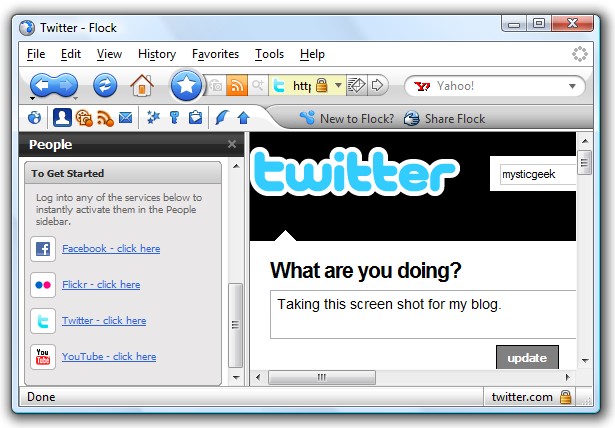 Twitter - Flock
File Edit View History Favorites Tools Help
http
Yahoo!
New to Flock? Share Flock
People
To Get Started
Log into any of the services below to
instantly activate them in the People
sidebar.
Facebook - click here
Flickr - click here
Twitter - click here
You
Tube
YouTube - click here
twitter
mysticgeek
What are you doing?
Taking this screen shot for my blog.
update
Done
twitter.com